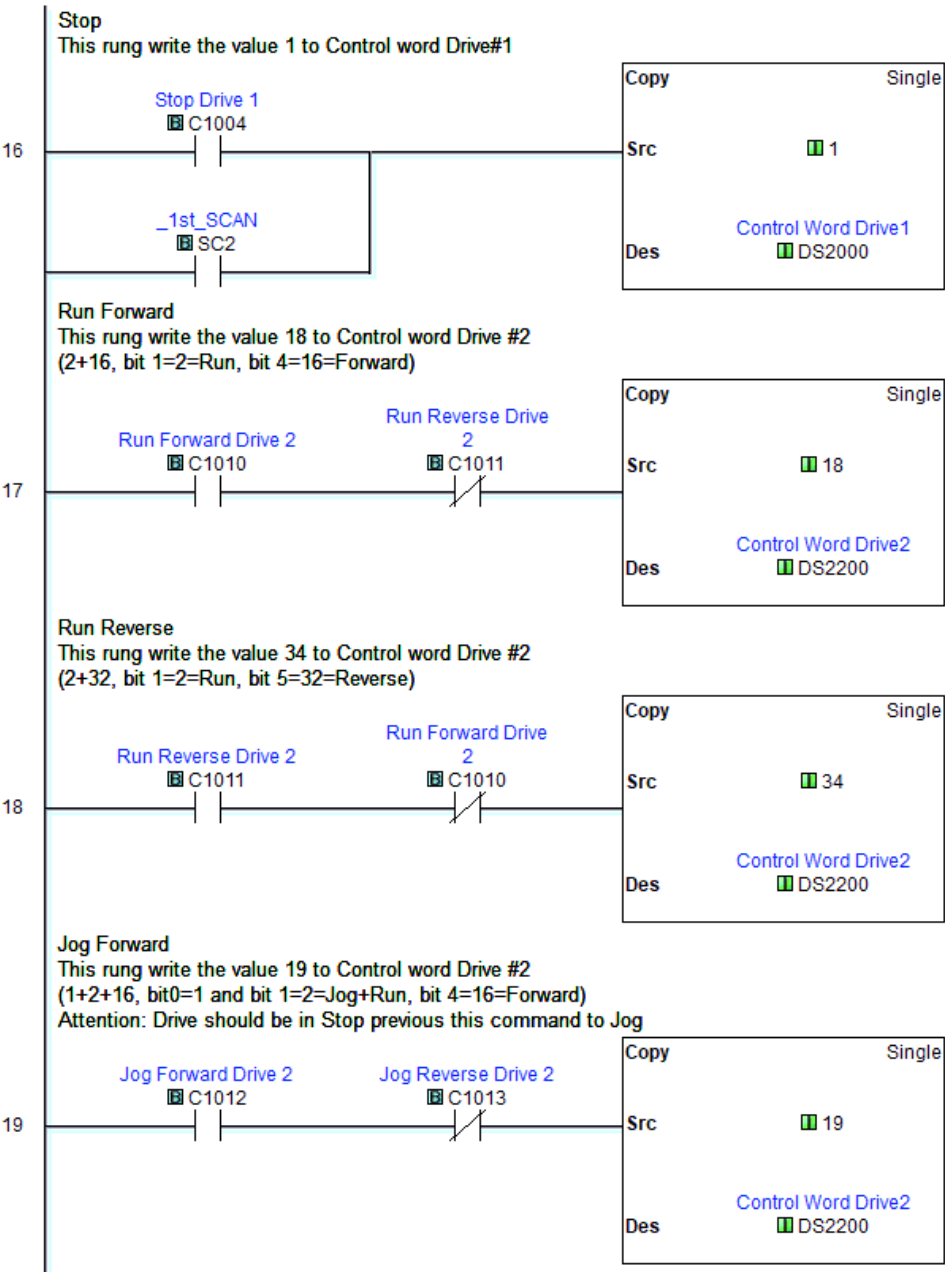 Stop
This rung write the value 1 to Control word Drive#1
Copy Single
Stop Drive 1
B C1004
16
Src I 1
_1st_SCAN
B SC2
Control Word Drive1
Des I DS2000
Run Forward
This rung write the value 18 to Control word Drive #2
(2+16, bit 1=2=Run, bit 4=16=Forward)
Copy Single
Run Forward Drive 2
B C1010
Run Reverse Drive
2
B C1011
Src I 18
17
Control Word Drive2
Des I DS2200
Run Reverse
This rung write the value 34 to Control word Drive #2
(2+32, bit 1=2=Run, bit 5=32=Reverse)
Copy Single
Run Reverse Drive 2
B C1011
Run Forward Drive
2
B C1010
Src I 34
18
Control Word Drive2
Des I DS2200
Jog Forward
This rung write the value 19 to Control word Drive #2
(1+2+16, bit0=1 and bit 1=2=Jog+Run, bit 4=16=Forward)
Attention: Drive should be in Stop previous this command to Jog
Copy Single
Jog Forward Drive 2
B C1012
Jog Reverse Drive 2
B C1013
Src I 19
19
Control Word Drive2
Des I DS2200